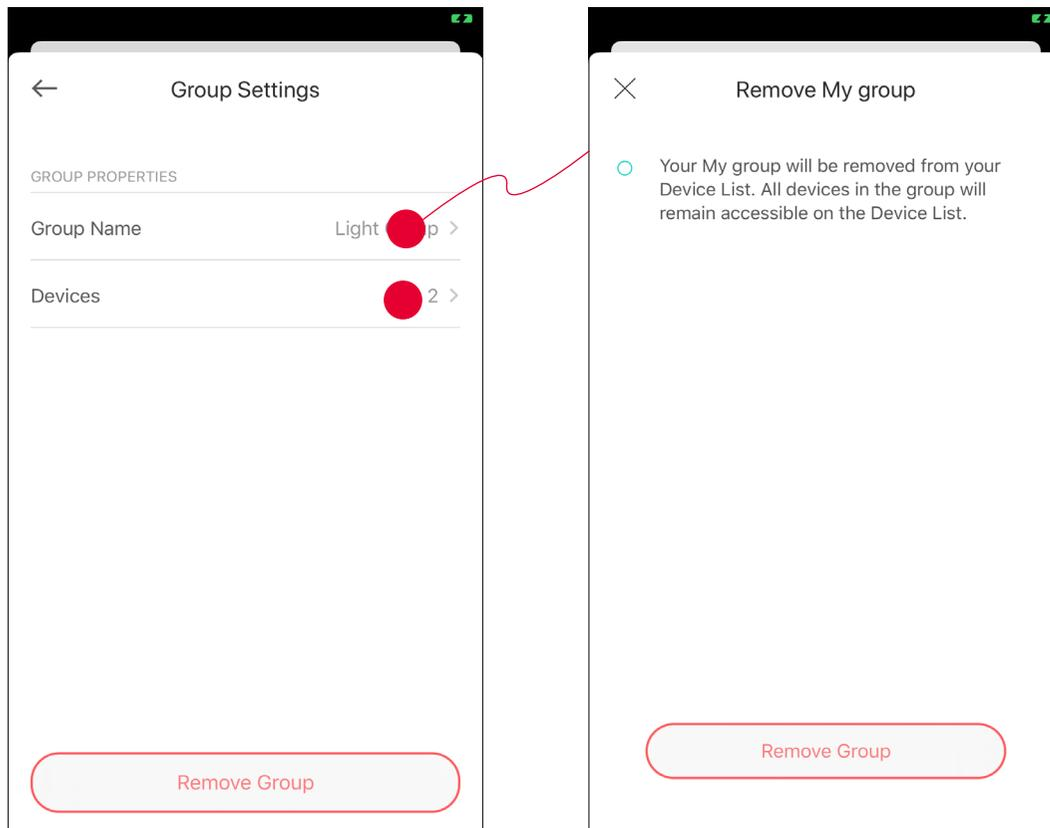 Group Settings
GROUP PROPERTIES
Group Name
Light
Devices
2
Remove Group
Remove My group
Your My group will be removed from your
Device List. All devices in the group will
remain accessible on the Device List.
Remove Group